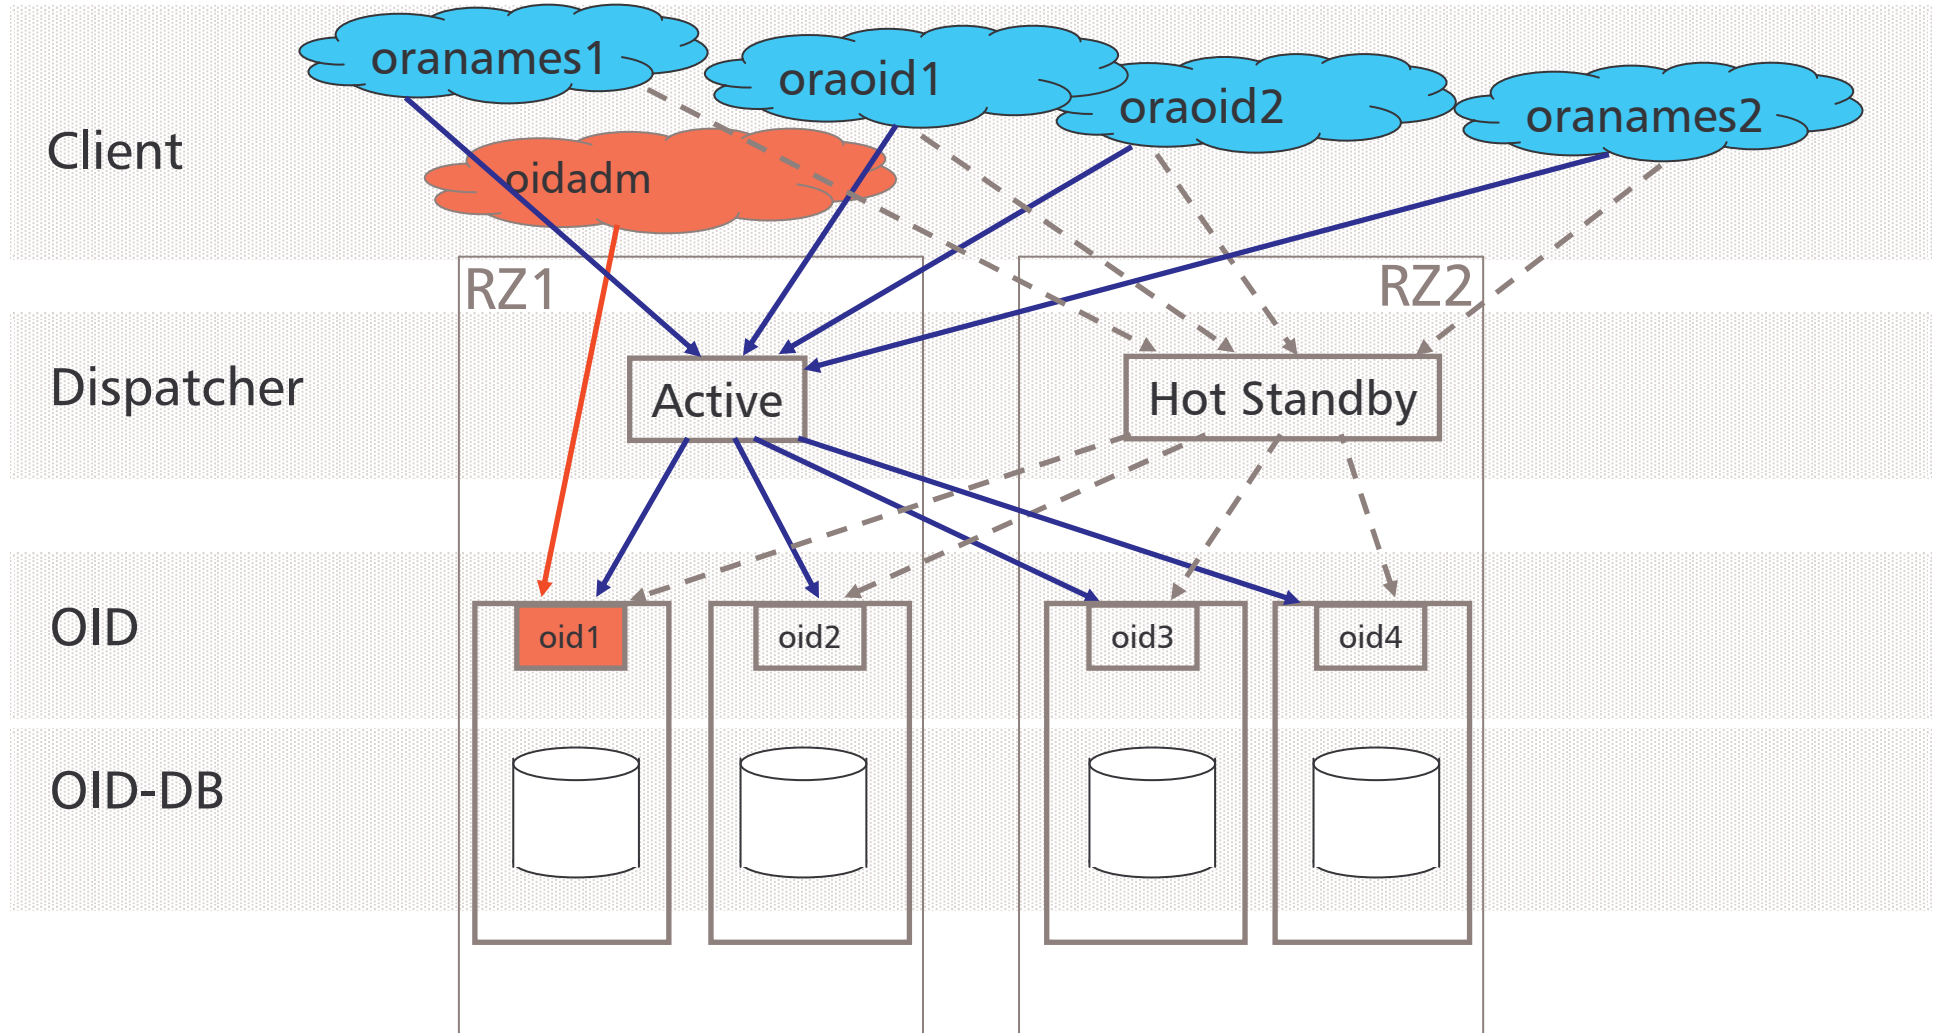 oranames1
oraoid1
oraoid2
oranames2
Client
oidadm
RZ1
RZ2
Dispatcher
Active
Hot Standby
OID
oid1
oid2
oid3
oid4
OID-DB